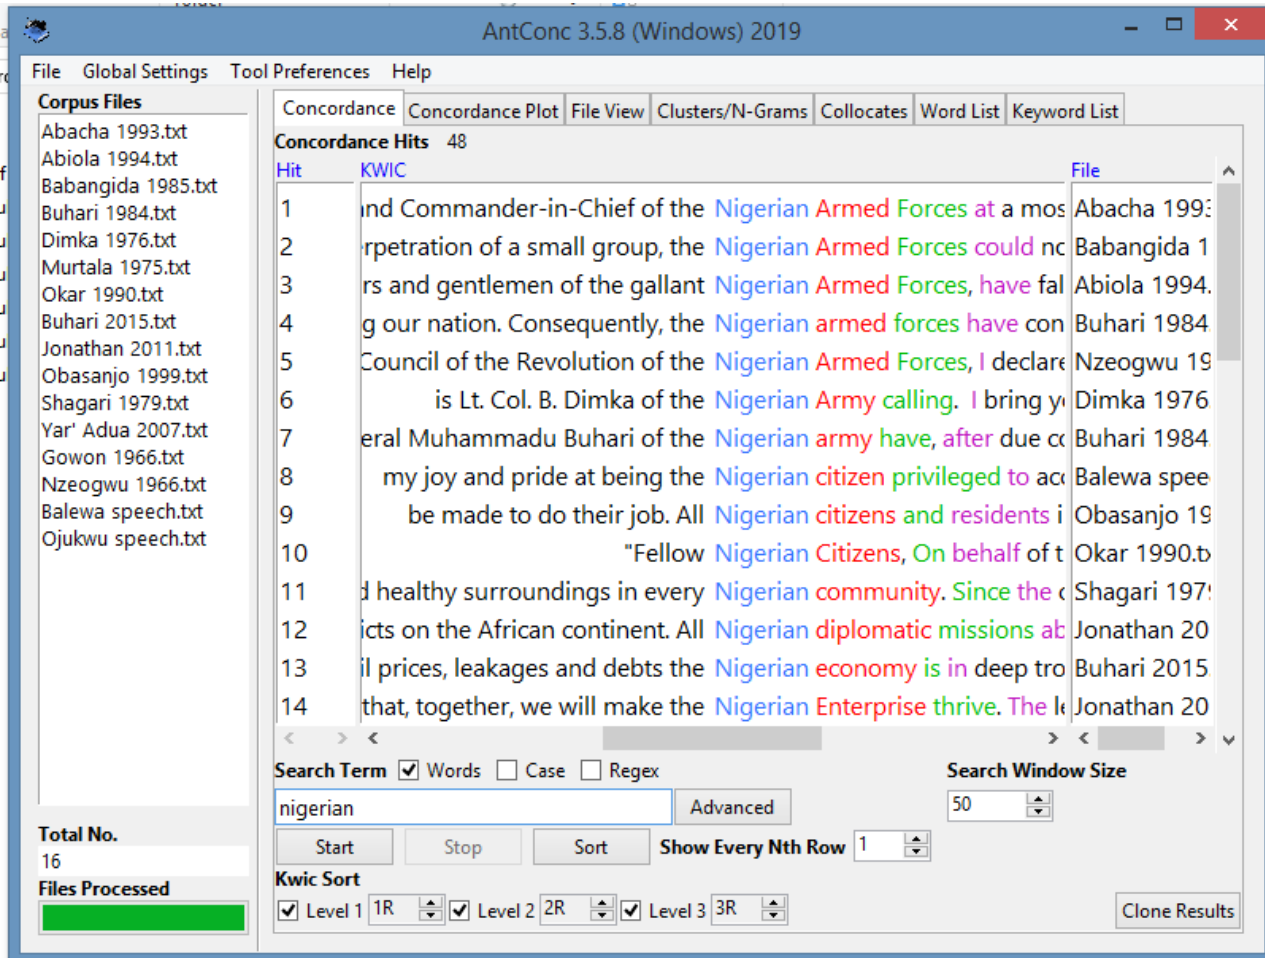 AntConc 3.5.8 (Windows) 2019
File Global Settings Tool Preferences Help
Corpus Files
Abacha 1993.txt
Abiola 1994.txt
Babangida 1985.txt
Buhari 1984.txt
Dimka 1976.txt
Murtala 1975.txt
Okar 1990.txt
Buhari 2015.txt
Jonathan 2011.txt
Obasanjo 1999.txt
Shagari 1979.txt
Yar' Adua 2007.txt
Gowon 1966.txt
Nzeogwu 1966.txt
Balewa speech.txt
Ojukwu speech.txt
Total No.
16
Files Processed
Concordance Concordance Plot File View Clusters/N-Grams Collocates Word List Keyword List
Concordance Hits 48
Hit KWIC File
1 and Commander-in-Chief of the Nigerian Armed Forces at a mos Abacha 1993
2 rpetration of a small group, the Nigerian Armed Forces could no Babangida 1
3 rs and gentlemen of the gallant Nigerian Armed Forces, have fal Abiola 1994.
4 g our nation. Consequently, the Nigerian armed forces have con Buhari 1984.
5 Council of the Revolution of the Nigerian Armed Forces, I declare Nzeogwu 19
6 is Lt. Col. B. Dimka of the Nigerian Army calling. I bring yo Dimka 1976.
7 eral Muhammadu Buhari of the Nigerian army have, after due co Buhari 1984.
8 my joy and pride at being the Nigerian citizen privileged to acc Balewa spee
9 be made to do their job. All Nigerian citizens and residents i Obasanjo 19
10 "Fellow Nigerian Citizens, On behalf of t Okar 1990.tx
11 d healthy surroundings in every Nigerian community. Since the c Shagari 1979
12 icts on the African continent. All Nigerian diplomatic missions ab Jonathan 20
13 il prices, leakages and debts the Nigerian economy is in deep tro Buhari 2015.
14 that, together, we will make the Nigerian Enterprise thrive. The le Jonathan 20
Search Term Words Case Regex Search Window Size
nigerian Advanced 50
Start Stop Sort Show Every Nth Row 1
Kwic Sort
Level 1 1R Level 2 2R Level 3 3R Clone Results